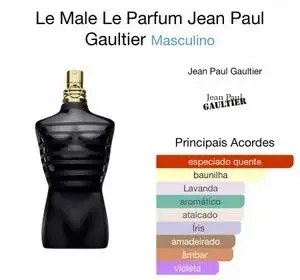 Le Male Le Parfum Jean Paul
Gaultier Masculino
Jean Paul Gaultier
Jean Paul
GAULTIER
Principais Acordes
especiado quente
baunilha
Lavanda
aromático
atalcado
Íris
amadeirado
âmbar
violeta